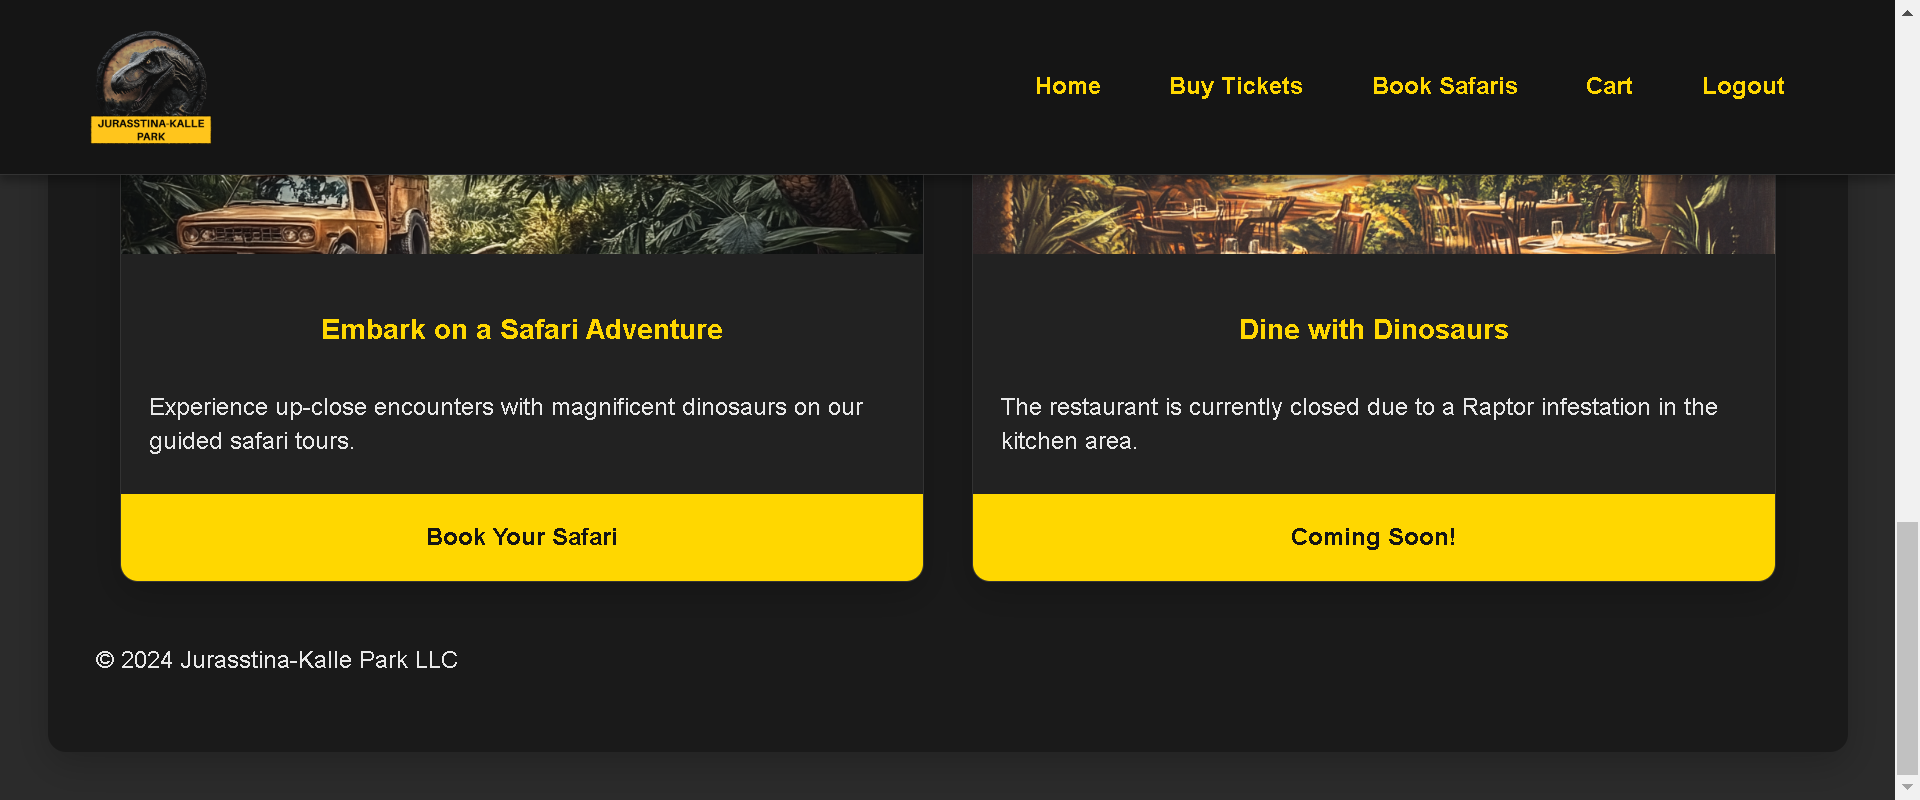 JURASSTINA-KALLE
PARK
Home
Buy Tickets
Book Safaris
Cart
Logout
Embark on a Safari Adventure
Experience up-close encounters with magnificent dinosaurs on our
guided safari tours.
Book Your Safari
Dine with Dinosaurs
The restaurant is currently closed due to a Raptor infestation in the
kitchen area.
Coming Soon!
© 2024 Jurasstina-Kalle Park LLC